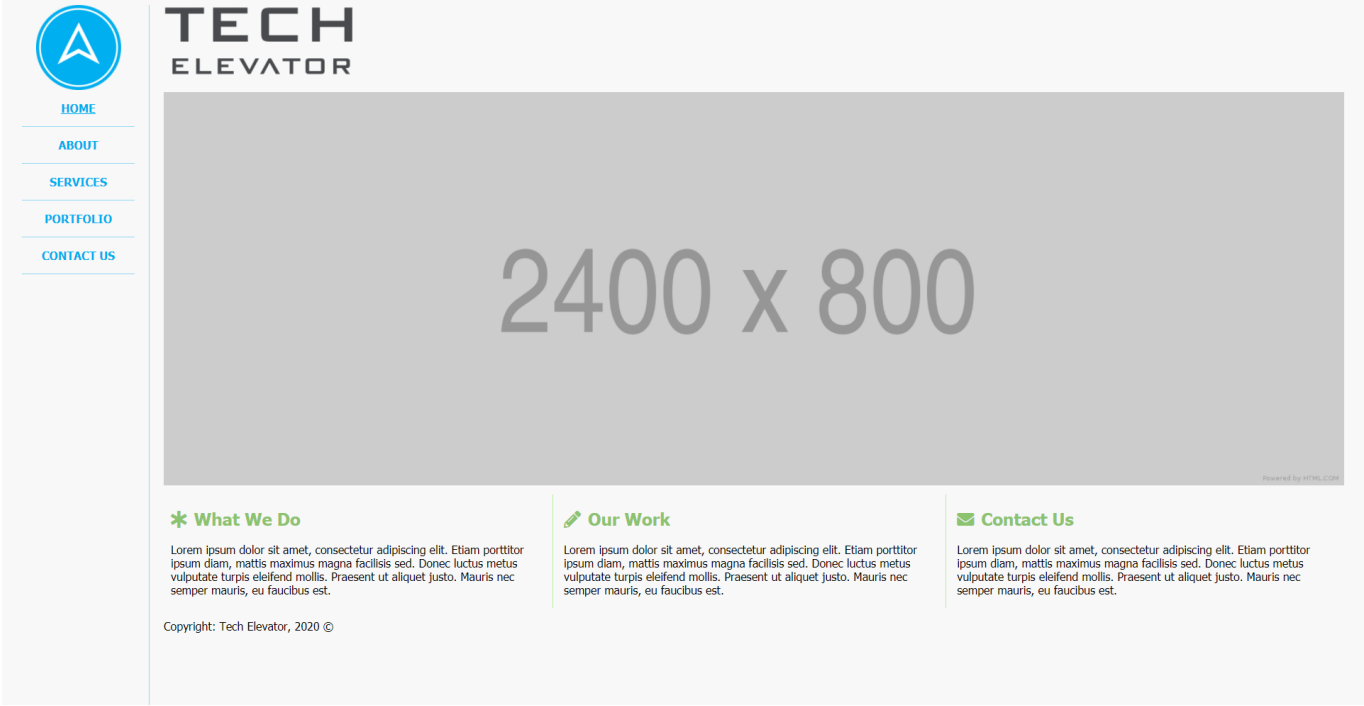 TECH
ELEVATOR
HOME
ABOUT
SERVICES
PORTFOLIO
CONTACT US
2400 x 800
Powered by HTML.COM
What We Do
Lorem ipsum dolor sit amet, consectetur adipiscing elit. Etiam porttitor
ipsum diam, mattis maximus magna facilisis sed. Donec luctus metus
vulputate turpis eleifend mollis. Praesent ut aliquet justo. Mauris nec
semper mauris, eu faucibus est.
Our Work
Lorem ipsum dolor sit amet, consectetur adipiscing elit. Etiam porttitor
ipsum diam, mattis maximus magna facilisis sed. Donec luctus metus
vulputate turpis eleifend mollis. Praesent ut aliquet justo. Mauris nec
semper mauris, eu faucibus est.
Contact Us
Lorem ipsum dolor sit amet, consectetur adipiscing elit. Etiam porttitor
ipsum diam, mattis maximus magna facilisis sed. Donec luctus metus
vulputate turpis eleifend mollis. Praesent ut aliquet justo. Mauris nec
semper mauris, eu faucibus est.
Copyright: Tech Elevator, 2020 ©